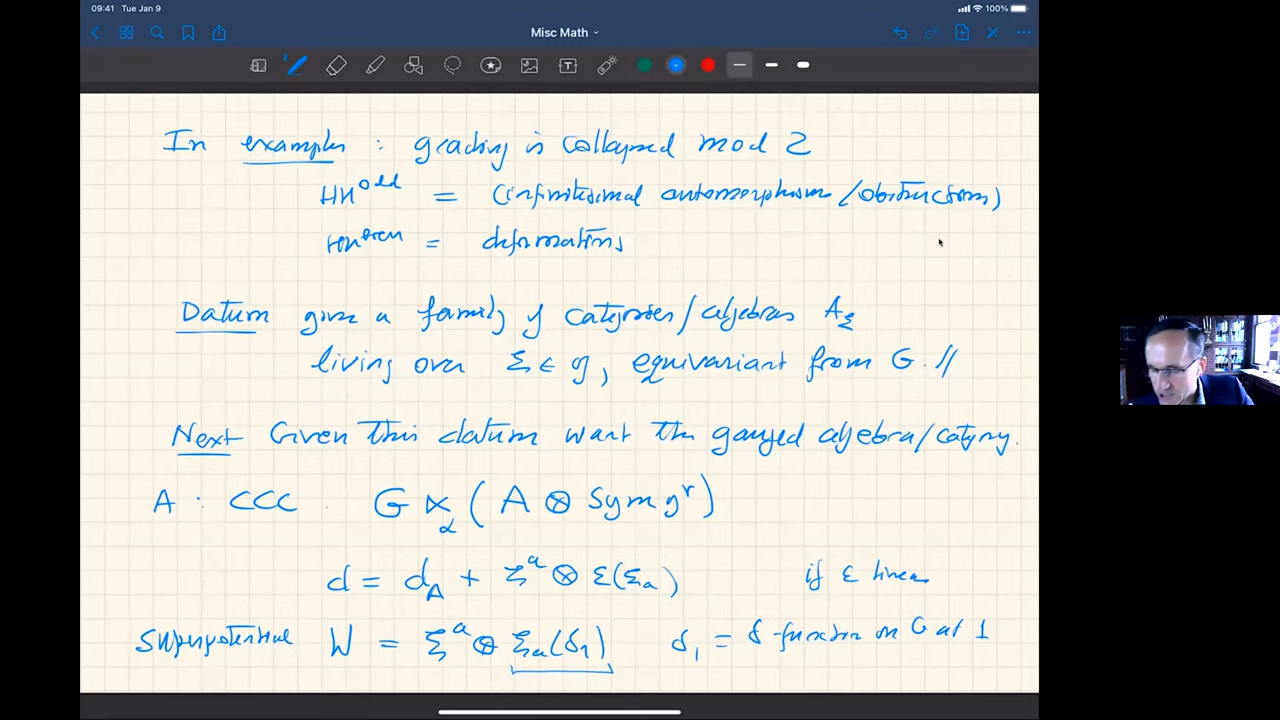 09:41 Tue Jan 9
100%
Misc Math
In examples : grading is collapsed mod 2
HH^odd = (infinitesimal automorphism / obstructions)
HH^even = deformations
Datum gives a family of categories/algebras A_ξ
living over ξ ∈ g, equivariant from G. //
Next Given this datum want the gauged algebra/category.
A : CCC G ⋉_α ( A ⊗ Sym g^v )
d = d_A + ξ^a ⊗ ε(ξ_a) if ε linear
Superpotential W = ξ^a ⊗ ξ_a(δ_1) δ_1 = δ-function on G at 1